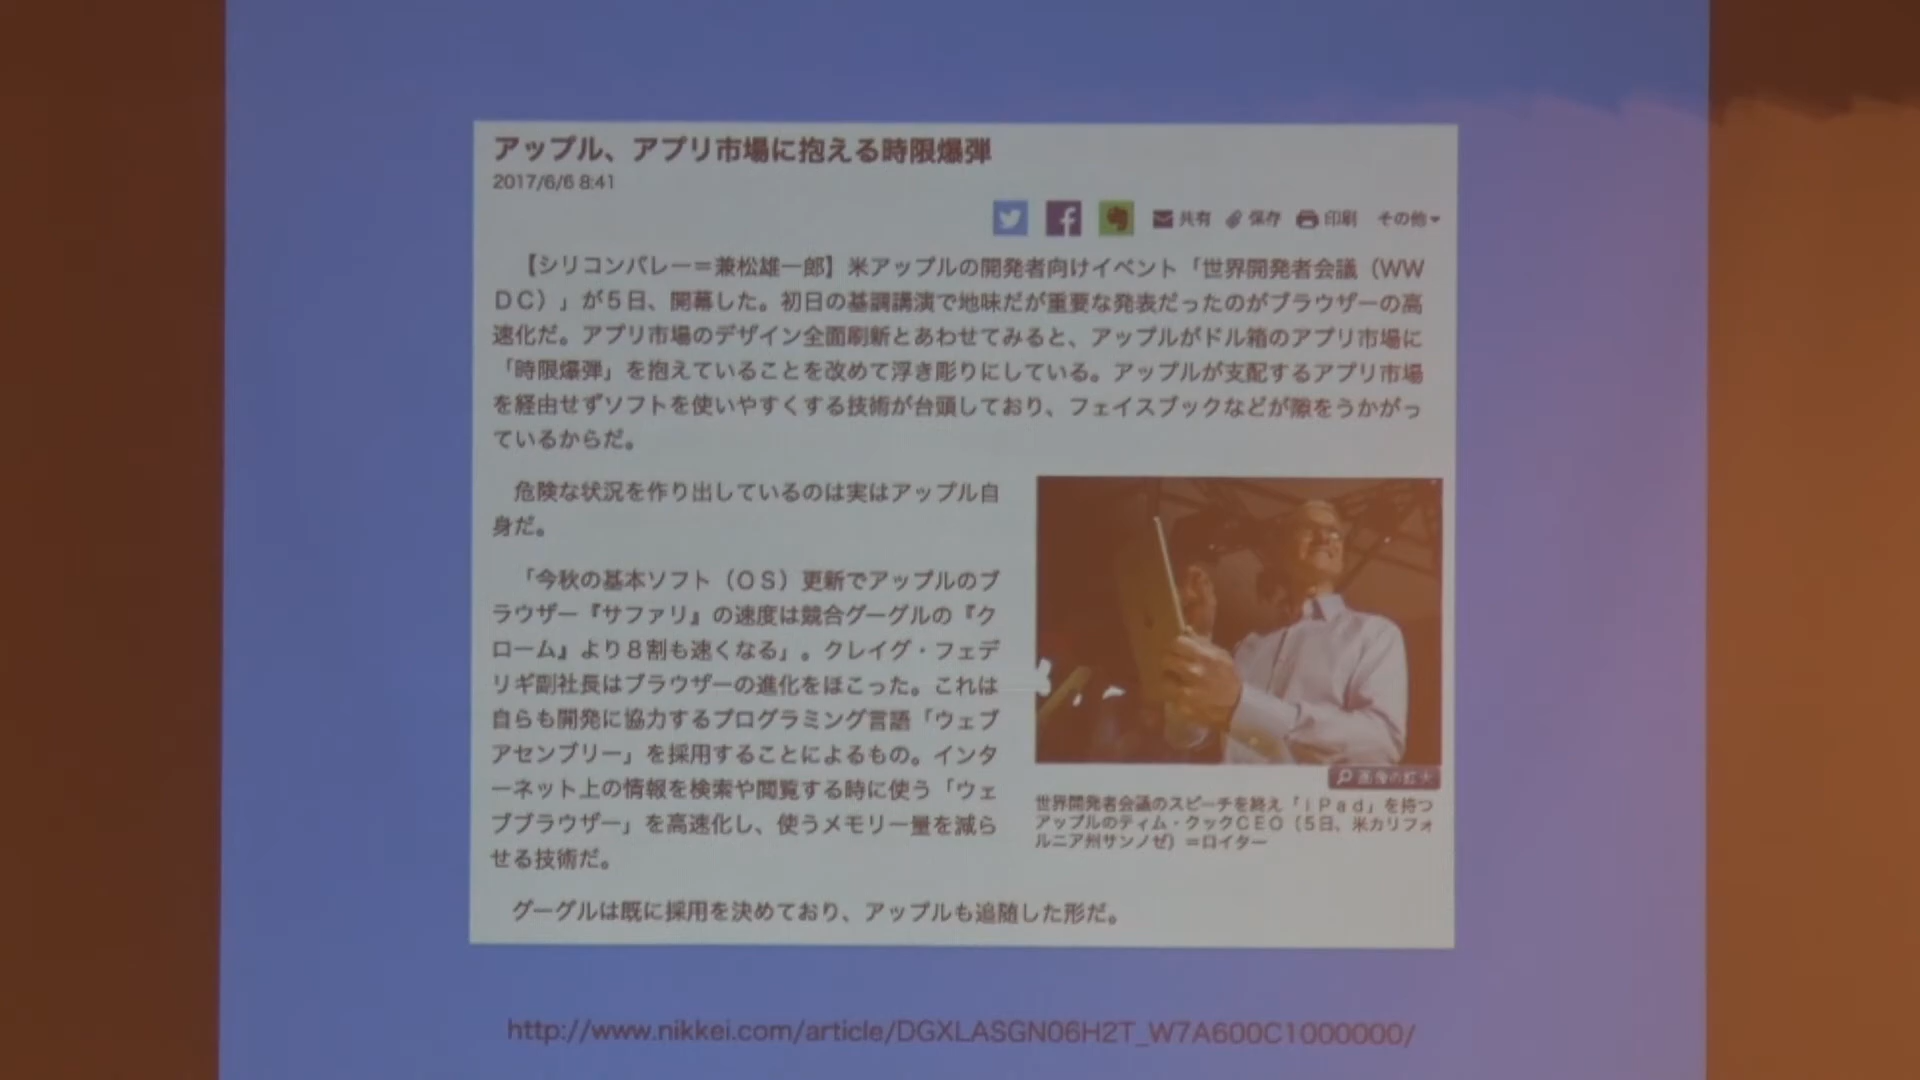 アップル、アプリ市場に抱える時限爆弾
2017/6/6 8:41
共有 保存 印刷 その他
【シリコンバレー＝兼松雄一郎】米アップルの開発者向けイベント「世界開発者会議（ＷＷ
ＤＣ）」が５日、開幕した。初日の基調講演で地味だが重要な発表だったのがブラウザーの高
速化だ。アプリ市場のデザイン全面刷新とあわせてみると、アップルがドル箱のアプリ市場に
「時限爆弾」を抱えていることを改めて浮き彫りにしている。アップルが支配するアプリ市場
を経由せずソフトを使いやすくする技術が台頭しており、フェイスブックなどが隙をうかがっ
ているからだ。
危険な状況を作り出しているのは実はアップル自
身だ。
「今秋の基本ソフト（ＯＳ）更新でアップルのブ
ラウザー『サファリ』の速度は競合グーグルの『ク
ローム』より８割も速くなる」。クレイグ・フェデ
リギ副社長はブラウザーの進化をほこった。これは
自らも開発に協力するプログラミング言語「ウェブ
アセンブリー」を採用することによるもの。インタ
ーネット上の情報を検索や閲覧する時に使う「ウェ
ブブラウザー」を高速化し、使うメモリー量を減ら
せる技術だ。
画像の拡大
世界開発者会議のスピーチを終え「ｉＰａｄ」を持つ
アップルのティム・クックＣＥＯ（５日、米カリフォ
ルニア州サンノゼ）＝ロイター
グーグルは既に採用を決めており、アップルも追随した形だ。
http://www.nikkei.com/article/DGXLASGN06H2T_W7A600C1000000/